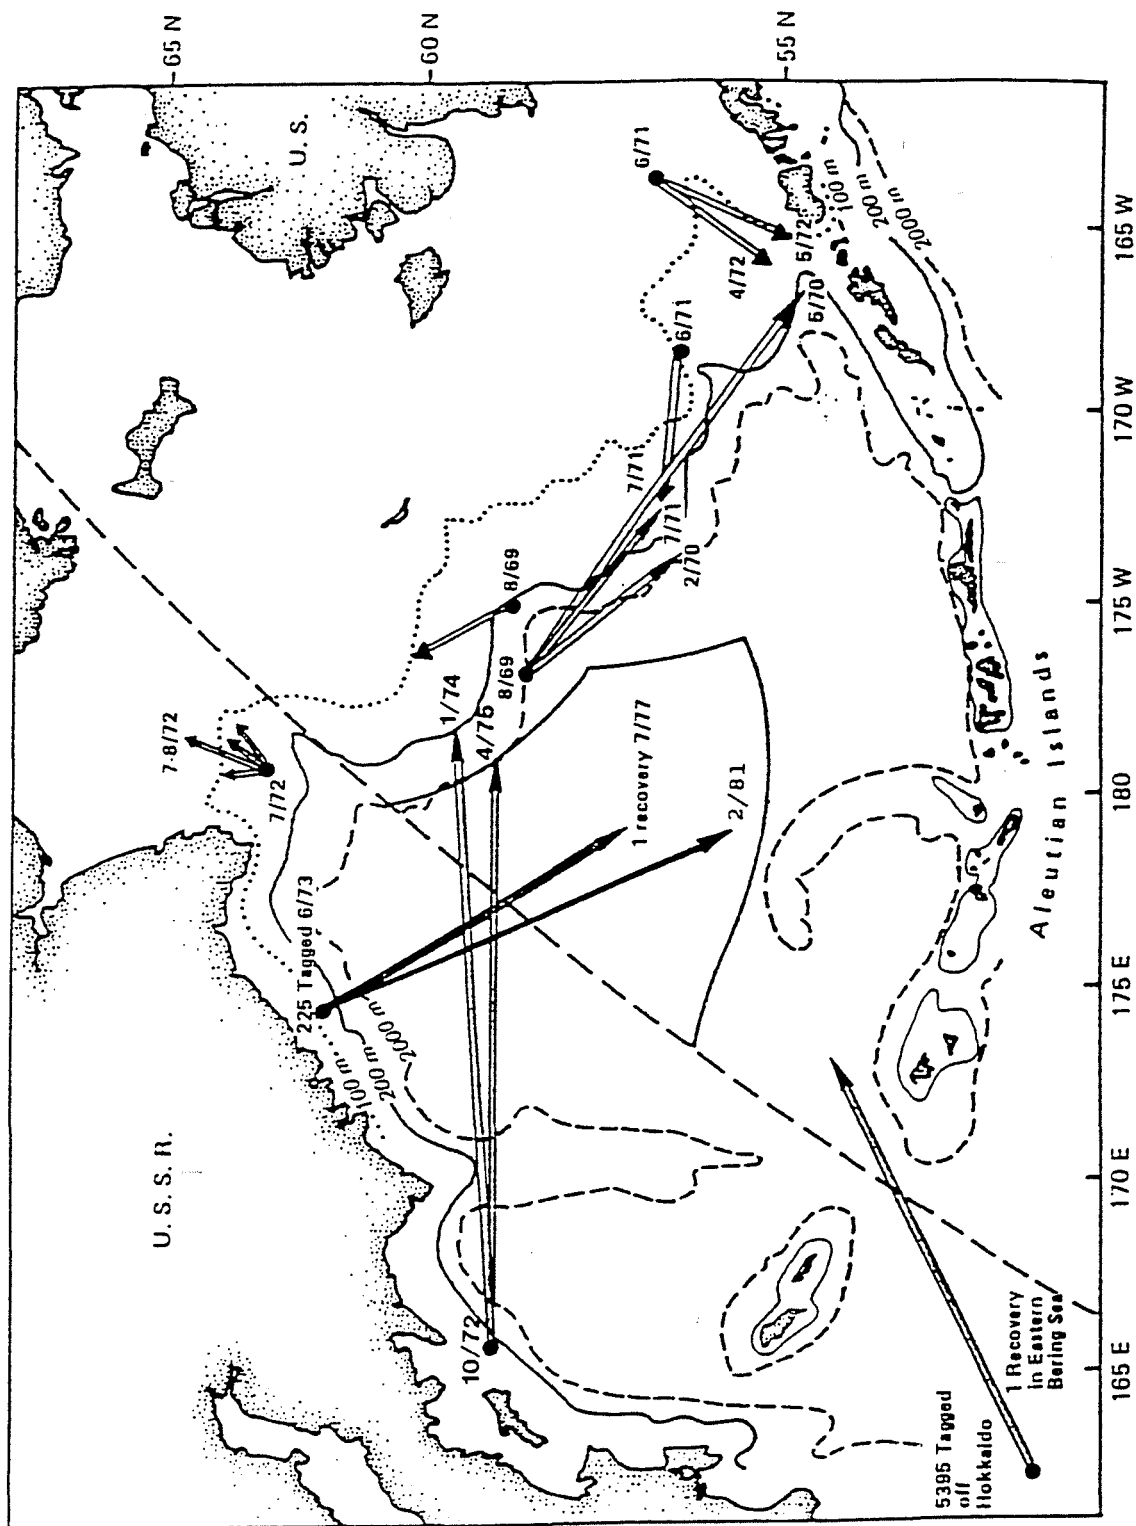 65 N
60 N
55 N
U. S.
U. S. S. R.
6/71
4/72
5/72
100 m
200 m
2000 m
165 W
6/71
6/70
170 W
7/71
7/71
2/70
8/69
8/69
175 W
7-8/72
7/72
1/74
4/75
1 recovery 7/77
2/81
180
Aleutian Islands
225 Tagged 6/73
100 m
200 m
2000 m
175 E
170 E
10/72
165 E
5395 Tagged
off
Hokkaido
1 Recovery
in Eastern
Bering Sea